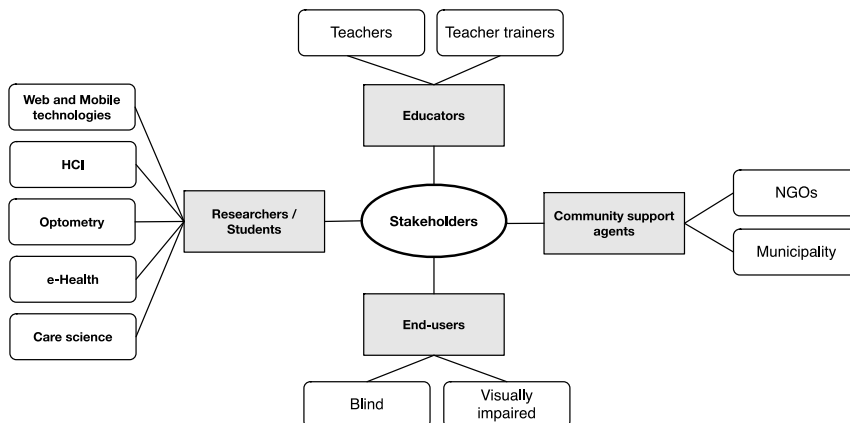 Teachers
Teacher trainers
Educators
Web and Mobile
technologies
HCI
Optometry
e-Health
Care science
Researchers /
Students
Stakeholders
Community support
agents
NGOs
Municipality
End-users
Blind
Visually
impaired